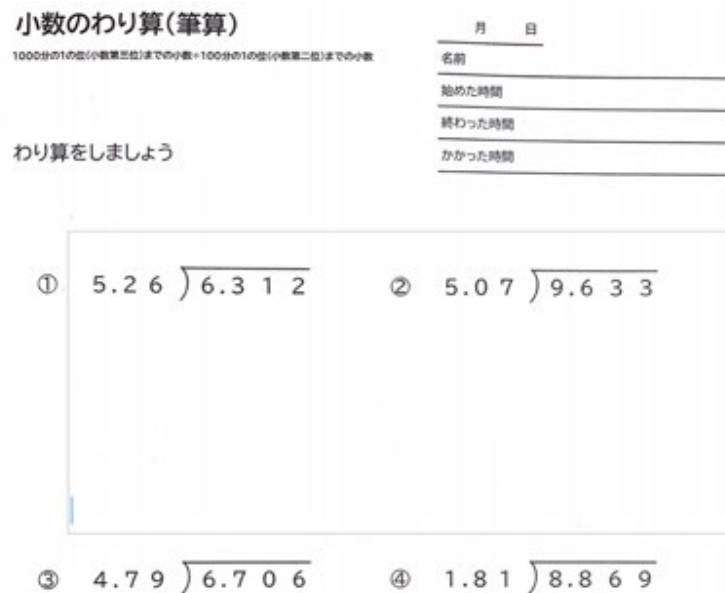 小数のわり算(筆算)
1000分の1の位(小数第三位)までの小数÷100分の1の位(小数第二位)までの小数
月 日
名前
始めた時間
終わった時間
かかった時間
わり算をしましょう
① 5.26 ) 6.312
② 5.07 ) 9.633
③ 4.79 ) 6.706
④ 1.81 ) 8.869